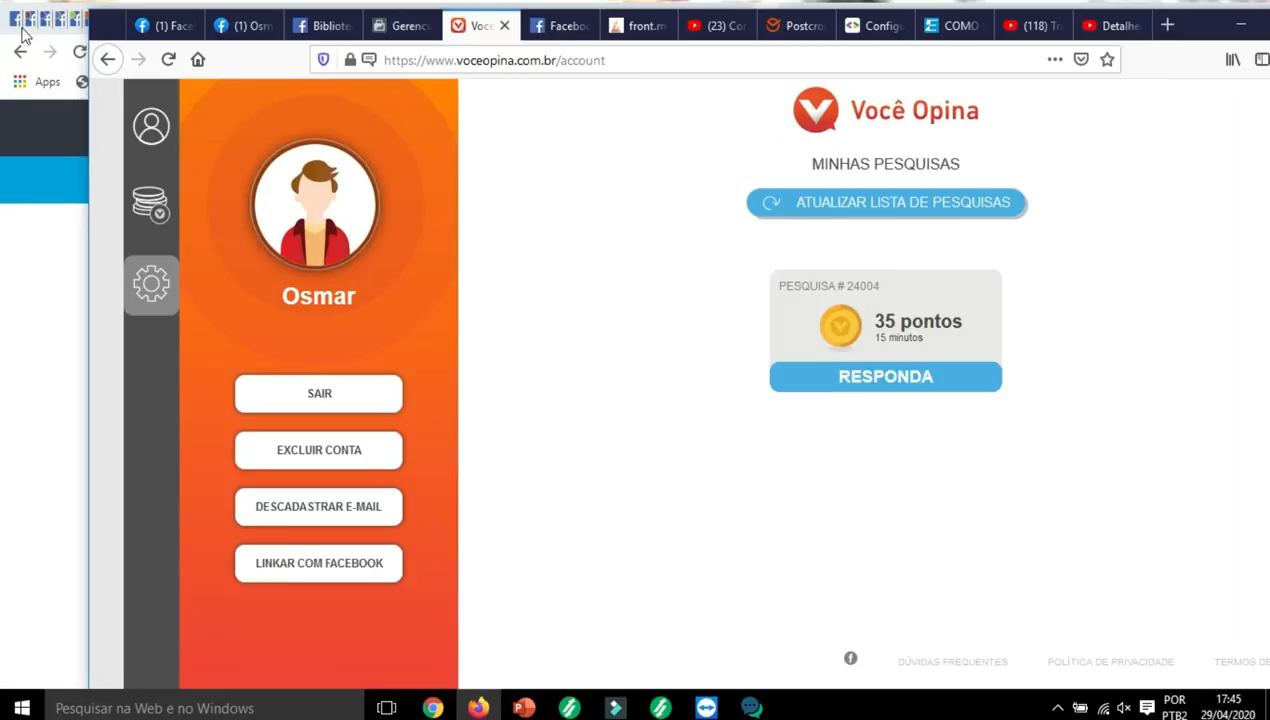 (1) Face
(1) Osm
Bibliote
Gerenc
Voc
Facebo
front.m
(23) Co
Postcro
Configu
COMO
(118) Tr
Detalhe
https://www.voceopina.com.br/account
Apps
Você Opina
MINHAS PESQUISAS
ATUALIZAR LISTA DE PESQUISAS
PESQUISA # 24004
35 pontos
15 minutos
RESPONDA
Osmar
SAIR
EXCLUIR CONTA
DESCADASTRAR E-MAIL
LINKAR COM FACEBOOK
DÚVIDAS FREQUENTES
POLÍTICA DE PRIVACIDADE
TERMOS DE
Pesquisar na Web e no Windows
POR
PTB2
17:45
29/04/2020